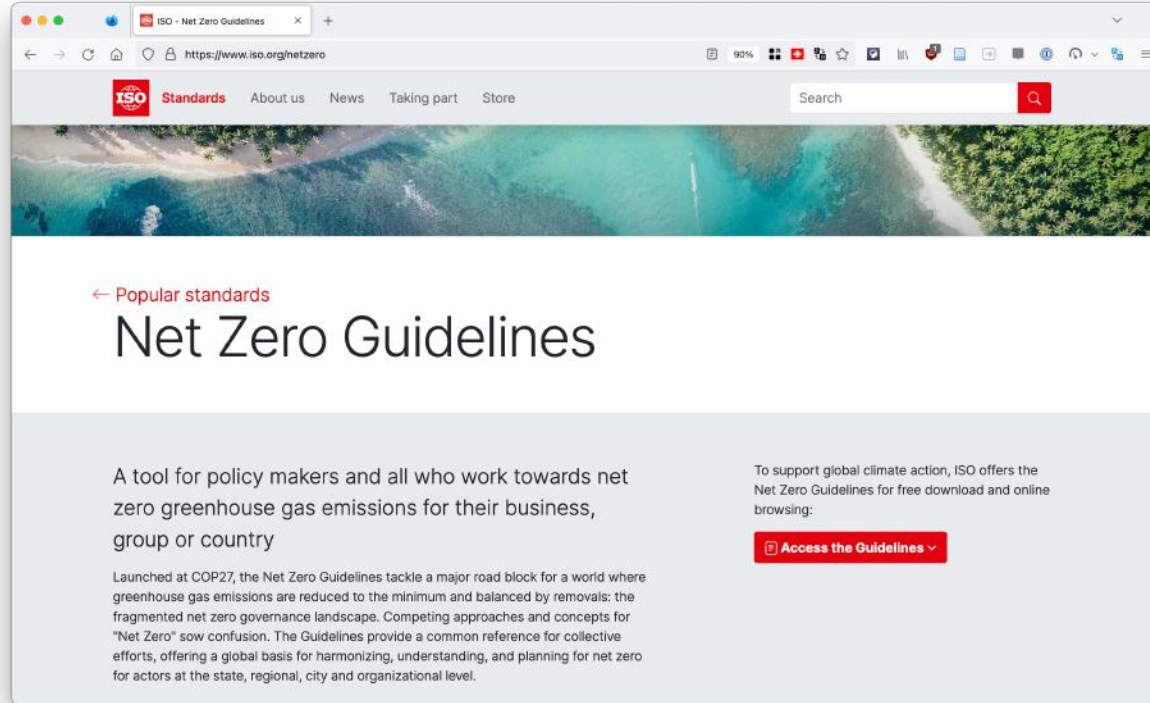 ISO - Net Zero Guidelines
https://www.iso.org/netzero
90%
ISO
Standards About us News Taking part Store
Search
← Popular standards
Net Zero Guidelines
A tool for policy makers and all who work towards net
zero greenhouse gas emissions for their business,
group or country
Launched at COP27, the Net Zero Guidelines tackle a major road block for a world where
greenhouse gas emissions are reduced to the minimum and balanced by removals: the
fragmented net zero governance landscape. Competing approaches and concepts for
"Net Zero" sow confusion. The Guidelines provide a common reference for collective
efforts, offering a global basis for harmonizing, understanding, and planning for net zero
for actors at the state, regional, city and organizational level.
To support global climate action, ISO offers the
Net Zero Guidelines for free download and online
browsing:
Access the Guidelines